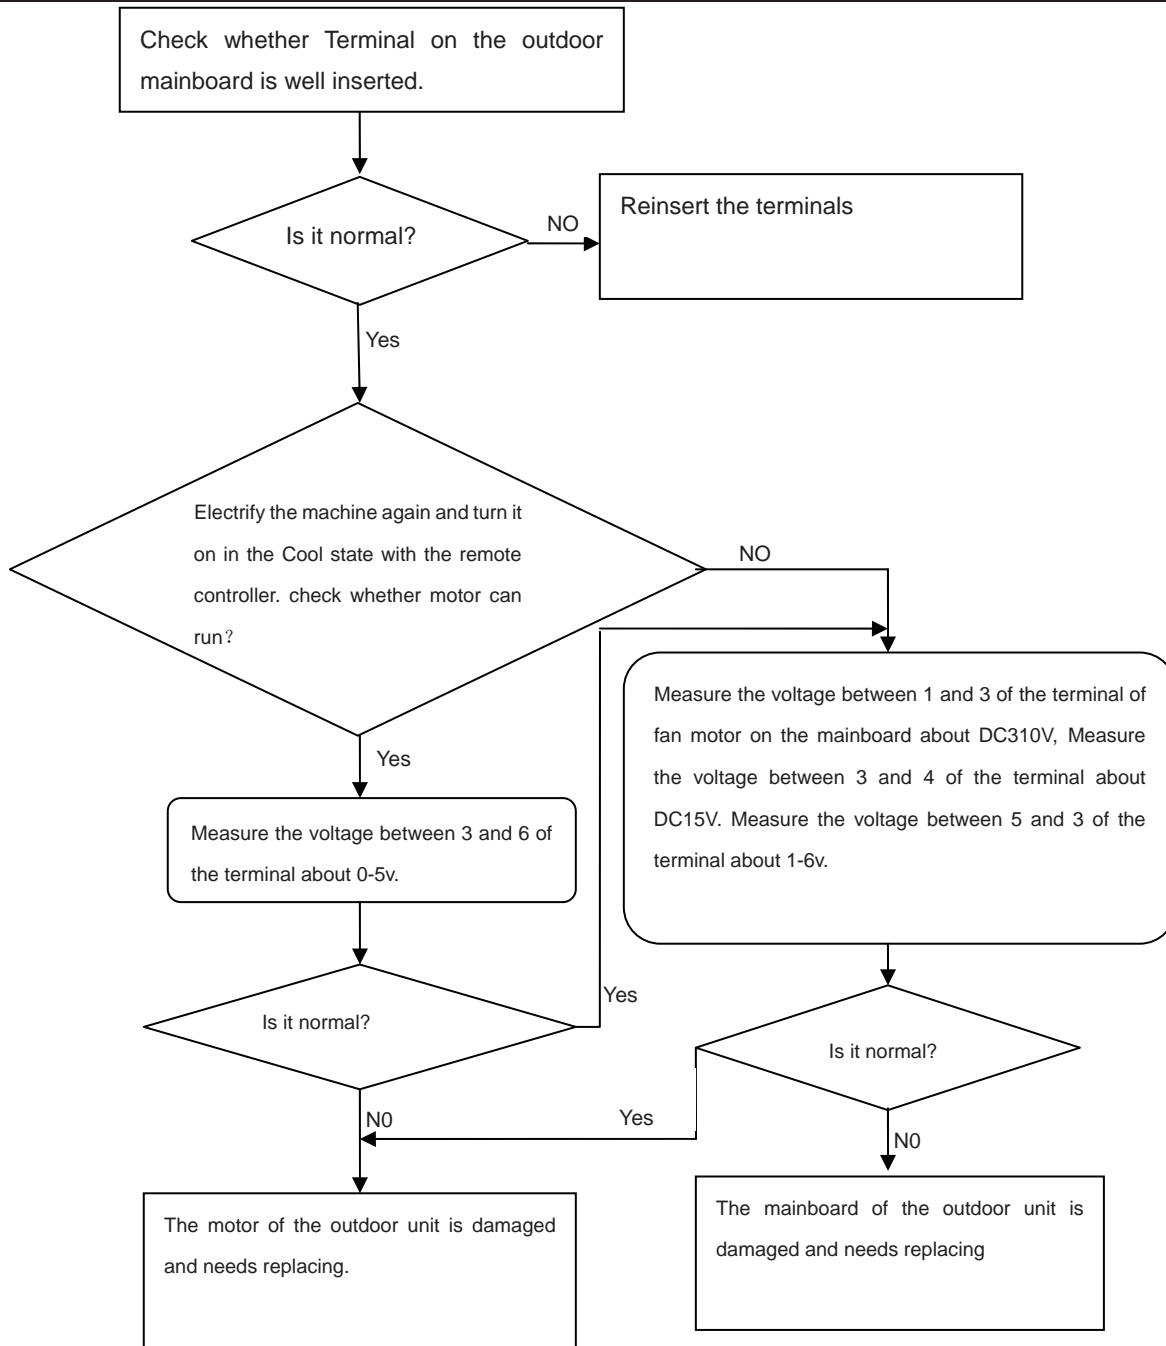 Check whether Terminal on the outdoor
mainboard is well inserted.
Is it normal?
NO
Reinsert the terminals
Yes
Electrify the machine again and turn it
on in the Cool state with the remote
controller. check whether motor can
run？
NO
Yes
Measure the voltage between 1 and 3 of the terminal of
fan motor on the mainboard about DC310V, Measure
the voltage between 3 and 4 of the terminal about
DC15V. Measure the voltage between 5 and 3 of the
terminal about 1-6v.
Measure the voltage between 3 and 6 of
the terminal about 0-5v.
Is it normal?
Yes
Is it normal?
N0
Yes
N0
The motor of the outdoor unit is damaged
and needs replacing.
The mainboard of the outdoor unit is
damaged and needs replacing